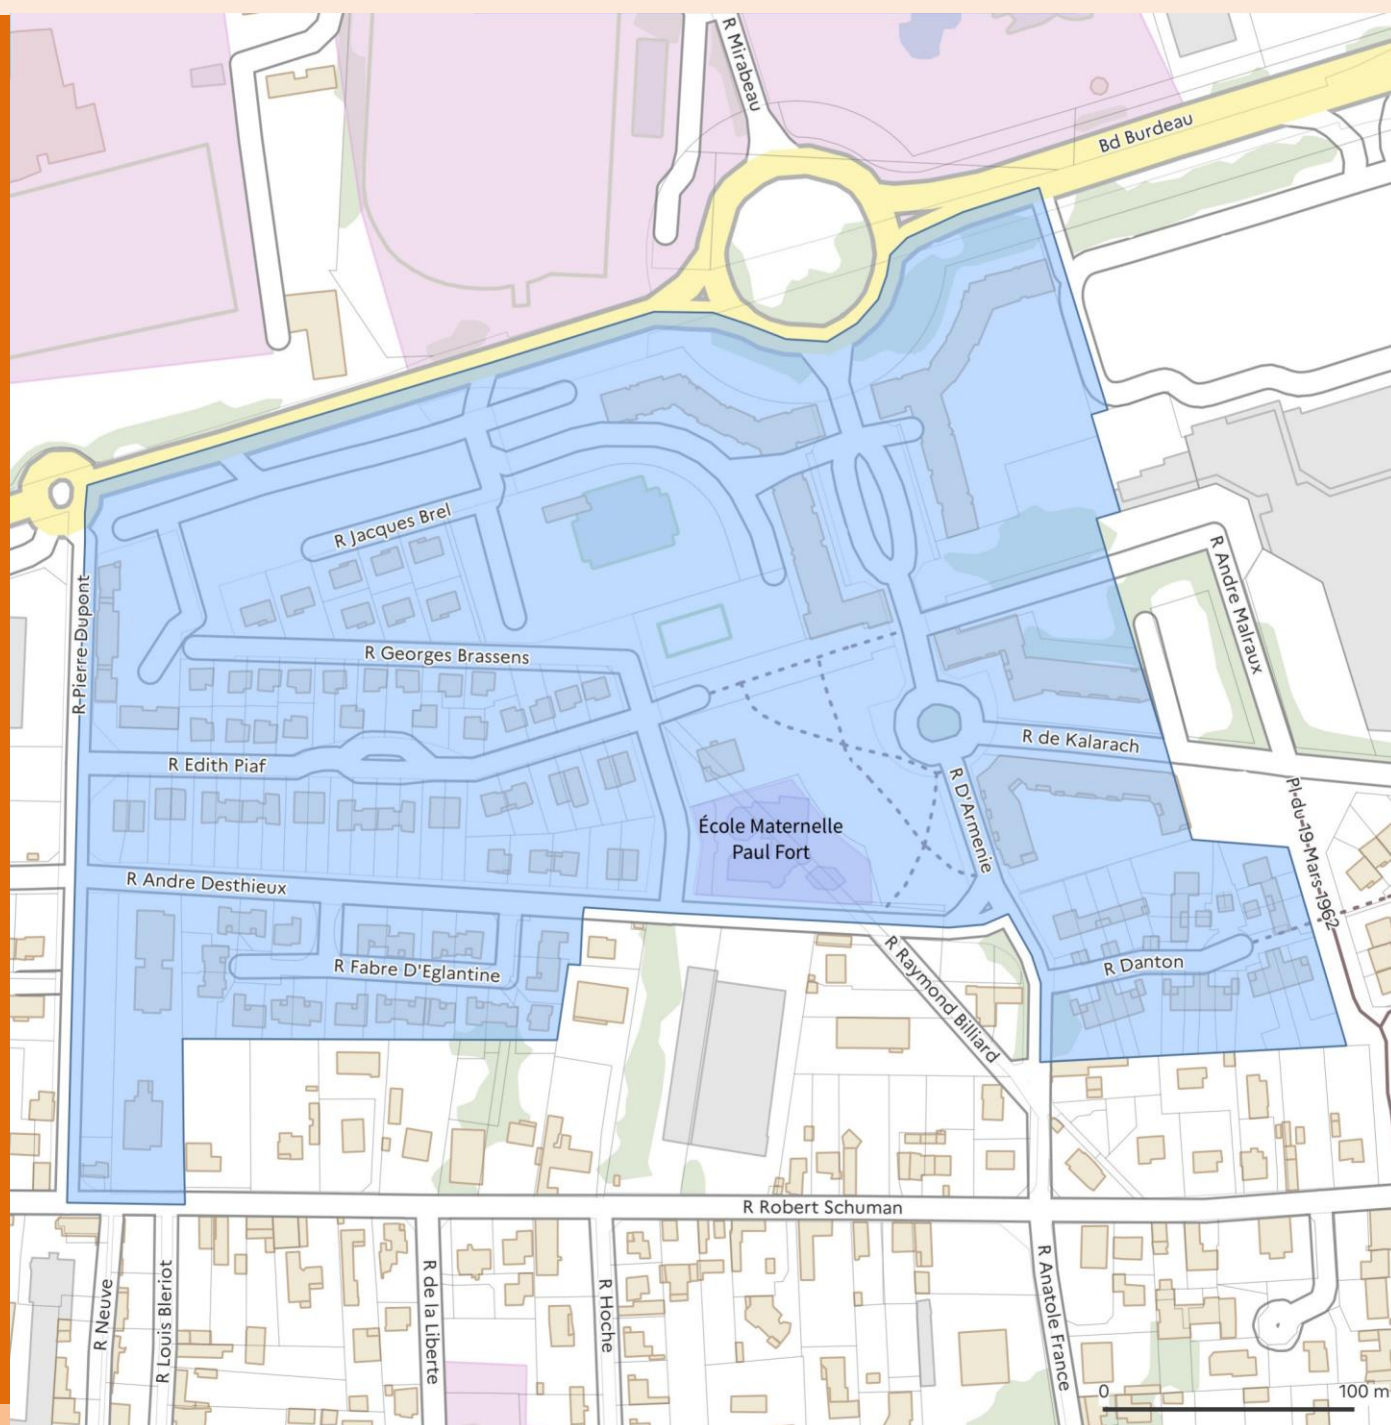 R Mirabeau
Bd Burdeau
R Jacques Brel
R Andre Malraux
R-Pierre-Dupont
R Georges Brassens
R de Kalarach
R Edith Piaf
R D'Armenie
Pl-du-19-Mars-1962
École Maternelle
Paul Fort
R Andre Desthieux
R Fabre D'Eglantine
R Raymond Billiard
R Danton
R Robert Schuman
R Neuve
R Louis Bleriot
R de la Liberte
R Hoche
R Anatole France
0 100 m